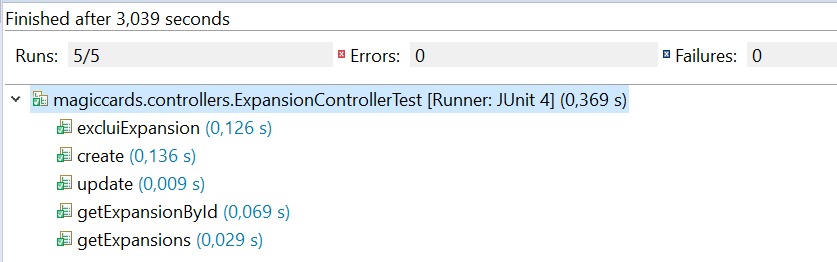 Finished after 3,039 seconds
Runs: 5/5 Errors: 0 Failures: 0
magiccards.controllers.ExpansionControllerTest [Runner: JUnit 4] (0,369 s)
excluiExpansion (0,126 s)
create (0,136 s)
update (0,009 s)
getExpansionById (0,069 s)
getExpansions (0,029 s)